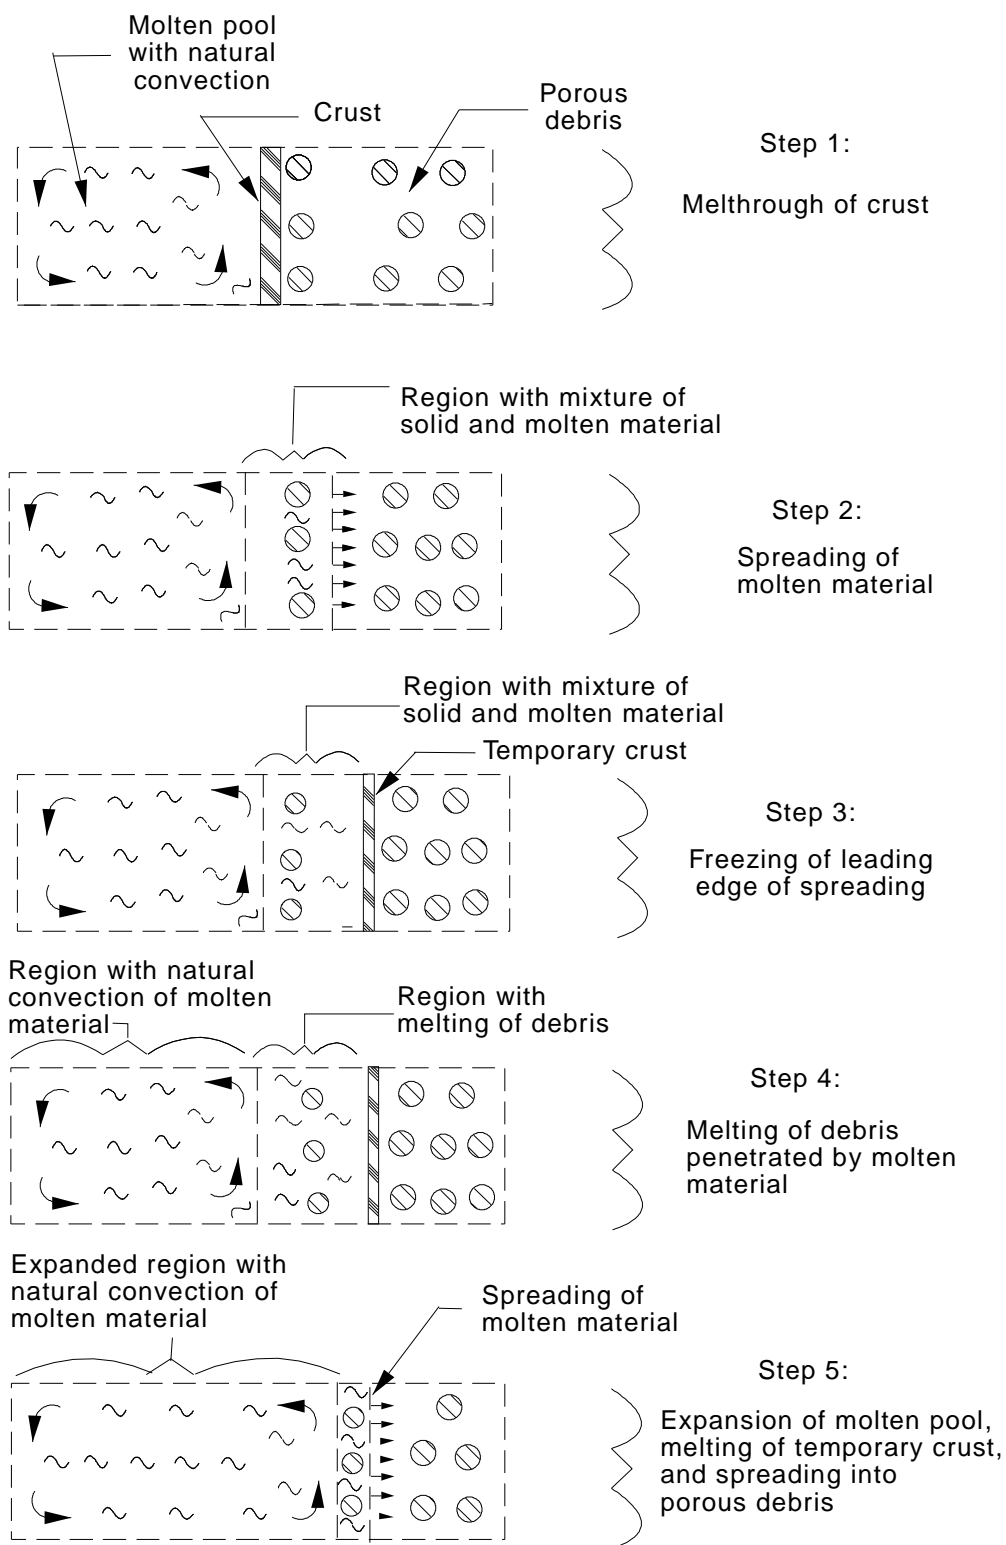 Molten pool
with natural
convection
Crust
Porous
debris
Step 1:
Melthrough of crust
Region with mixture of
solid and molten material
Step 2:
Spreading of
molten material
Region with mixture of
solid and molten material
Temporary crust
Step 3:
Freezing of leading
edge of spreading
Region with natural
convection of molten
material
Region with
melting of debris
Step 4:
Melting of debris
penetrated by molten
material
Expanded region with
natural convection of
molten material
Spreading of
molten material
Step 5:
Expansion of molten pool,
melting of temporary crust,
and spreading into
porous debris